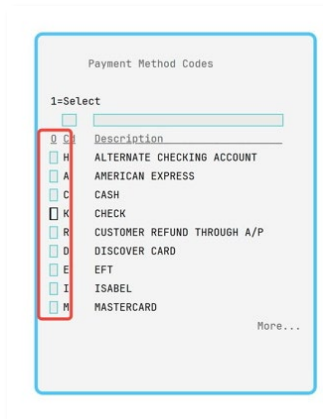 Payment Method Codes
1=Select
O Cd Description
H ALTERNATE CHECKING ACCOUNT
A AMERICAN EXPRESS
C CASH
K CHECK
R CUSTOMER REFUND THROUGH A/P
D DISCOVER CARD
E EFT
I ISABEL
M MASTERCARD
More...